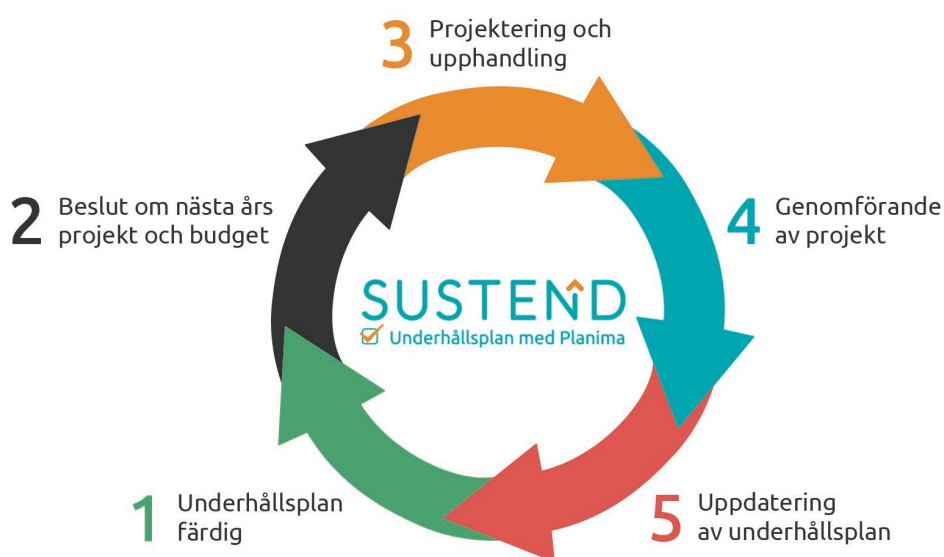 3 Projektering och
upphandling
2 Beslut om nästa års
projekt och budget
4 Genomförande
av projekt
SUSTEND
Underhållsplan med Planima
1 Underhållsplan
färdig
5 Uppdatering
av underhållsplan